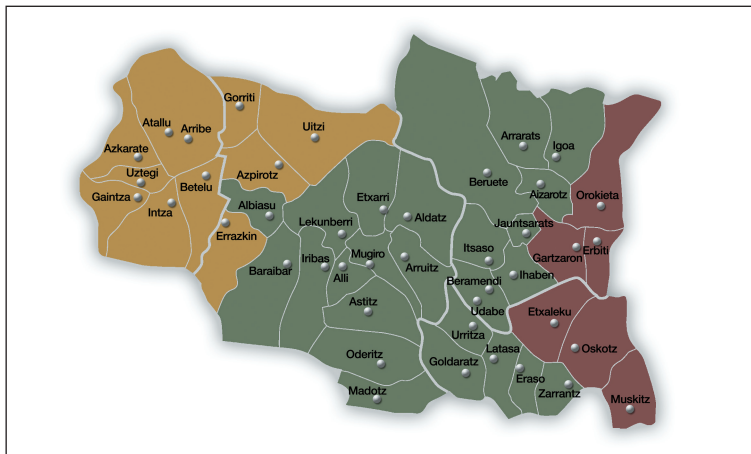 Gorriti
Atallu
Arribe
Uitzi
Azkarate
Uztegi
Azpirotz
Gaintza
Betelu
Intza
Errazkin
Albiasu
Etxarri
Lekunberri
Aldatz
Baraibar
Iribas
Mugiro
Alli
Arruitz
Astitz
Oderitz
Madotz
Ararats
Igoa
Beruete
Aizarotz
Orokieta
Jauntsarats
Itsaso
Gartzaron
Erbiti
Beramendi
Ihaben
Udabe
Urritza
Etxaleku
Goldaratz
Latasa
Oskotz
Eraso
Zarrantz
Muskitz